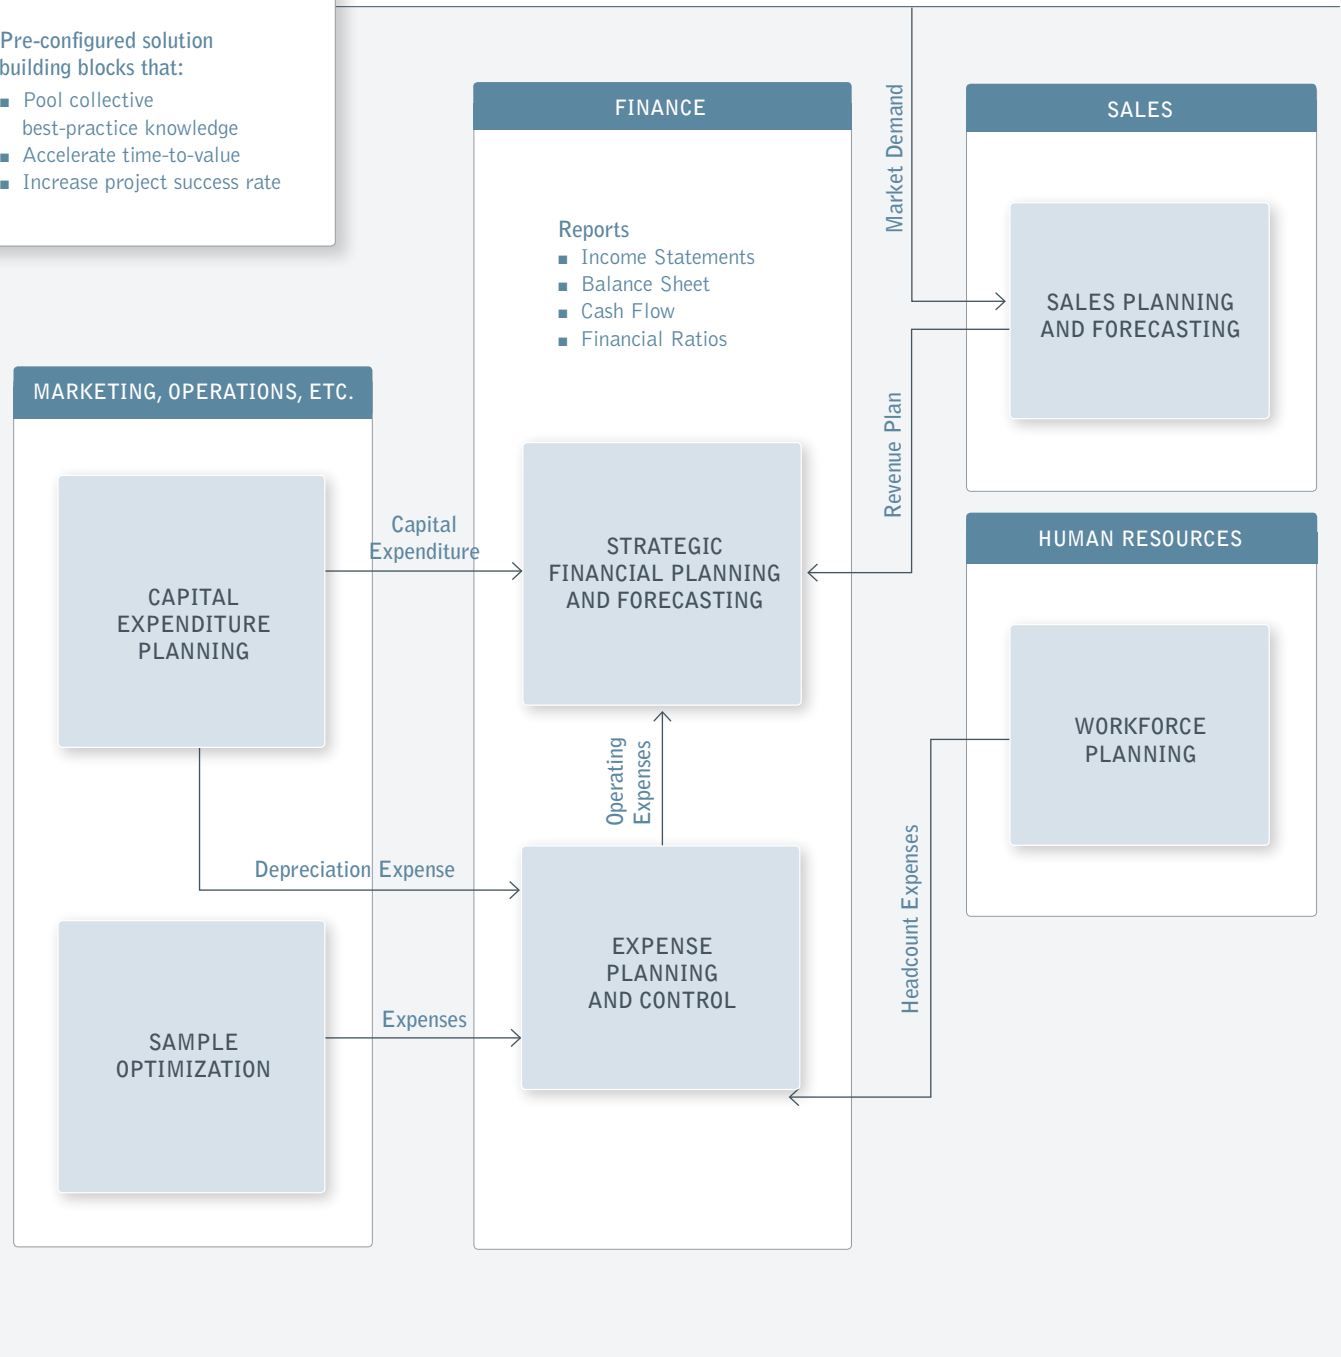 Pre-configured solution
building blocks that:
■ Pool collective
best-practice knowledge
■ Accelerate time-to-value
■ Increase project success rate
FINANCE
Reports
■ Income Statements
■ Balance Sheet
■ Cash Flow
■ Financial Ratios
Market Demand
SALES
SALES PLANNING
AND FORECASTING
Revenue Plan
MARKETING, OPERATIONS, ETC.
CAPITAL
EXPENDITURE
PLANNING
Capital
Expenditure
STRATEGIC
FINANCIAL PLANNING
AND FORECASTING
HUMAN RESOURCES
WORKFORCE
PLANNING
Operating
Expenses
Depreciation Expense
Headcount Expenses
EXPENSE
PLANNING
AND CONTROL
Expenses
SAMPLE
OPTIMIZATION